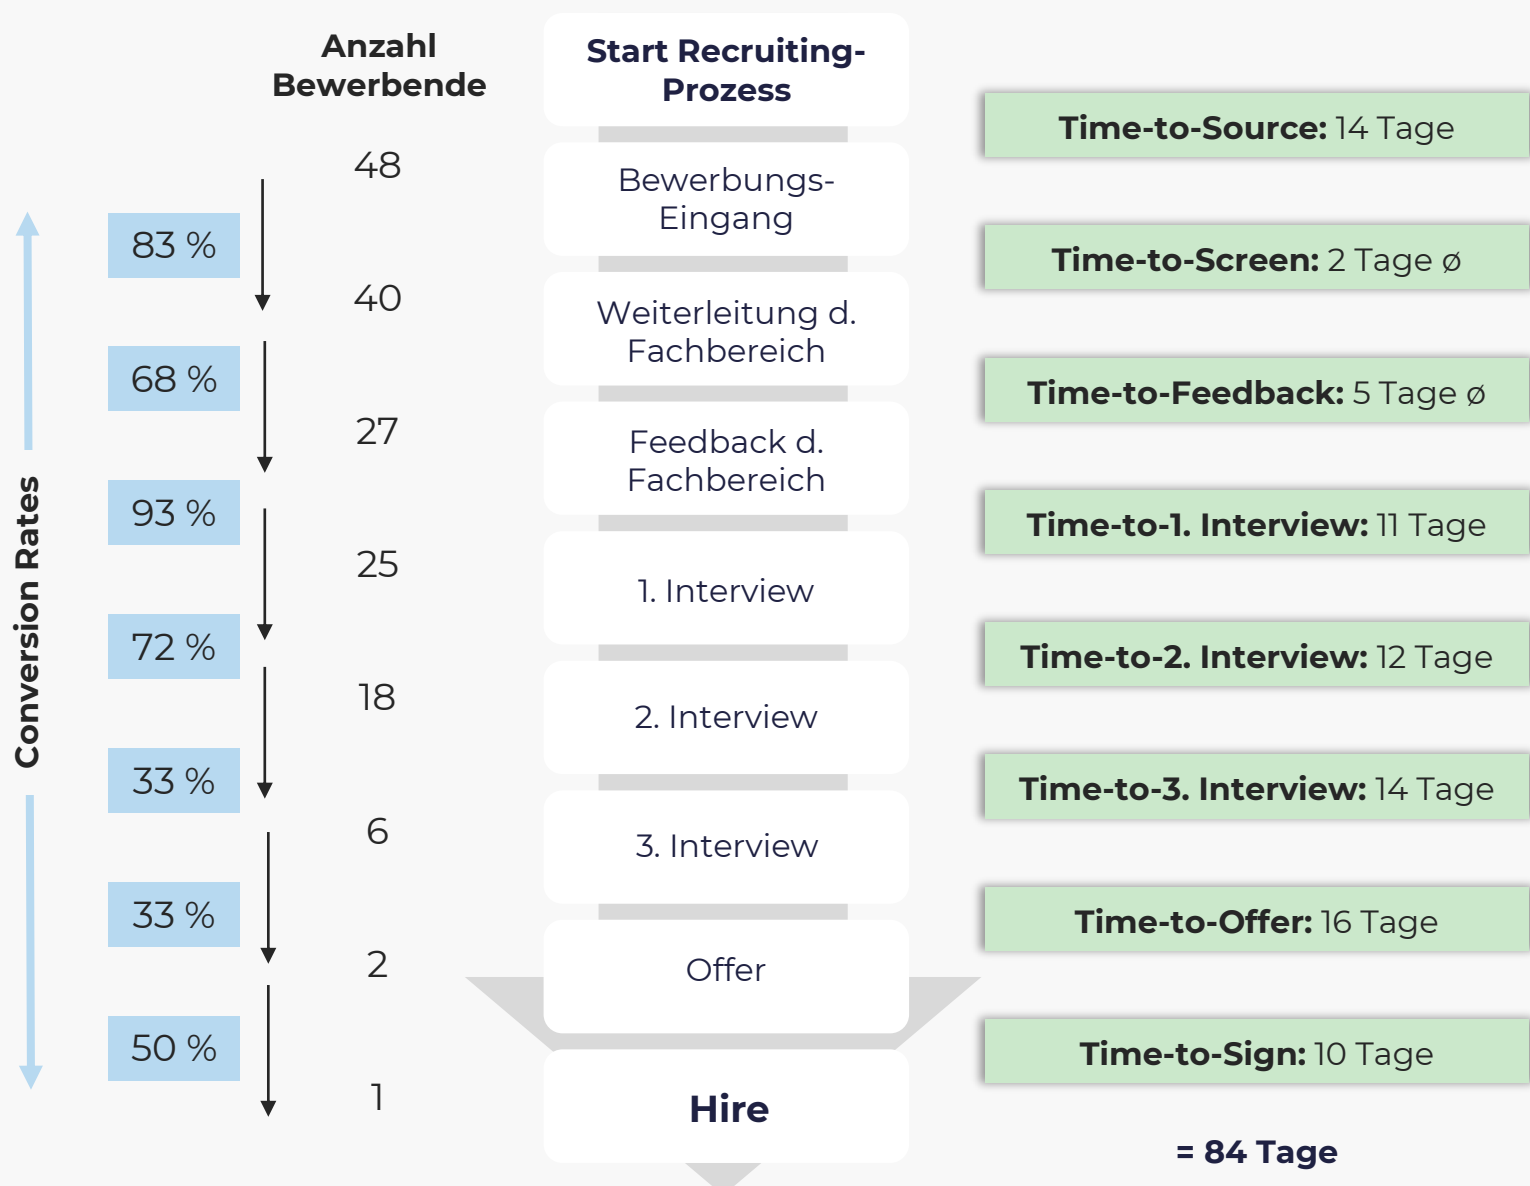 Anzahl
Bewerbende
Start Recruiting-
Prozess
Time-to-Source: 14 Tage
48
Bewerbungs-
Eingang
83 %
Time-to-Screen: 2 Tage ø
40
Weiterleitung d.
Fachbereich
68 %
Time-to-Feedback: 5 Tage ø
27
Feedback d.
Fachbereich
93 %
Time-to-1. Interview: 11 Tage
25
1. Interview
Conversion Rates
72 %
Time-to-2. Interview: 12 Tage
18
2. Interview
33 %
Time-to-3. Interview: 14 Tage
6
3. Interview
33 %
Time-to-Offer: 16 Tage
2
Offer
50 %
Time-to-Sign: 10 Tage
1
Hire
= 84 Tage